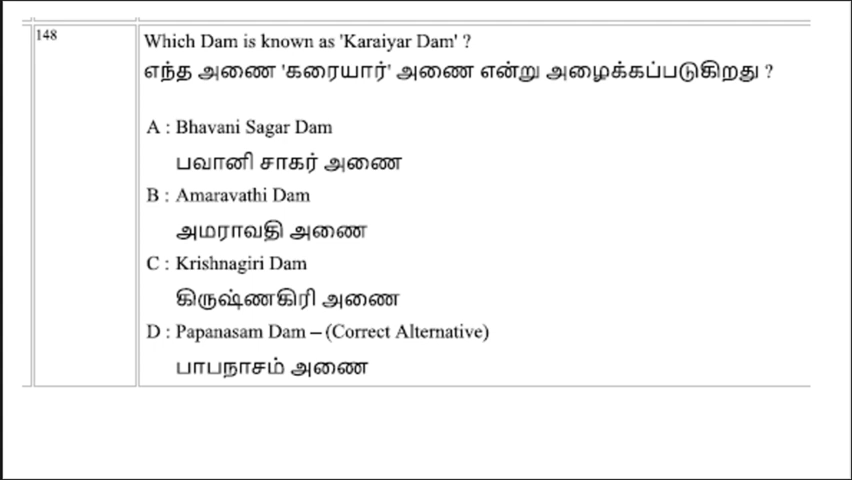 148
Which Dam is known as 'Karaiyar Dam' ?
எந்த அணை 'கரையார்' அணை என்று அழைக்கப்படுகிறது ?
A : Bhavani Sagar Dam
பவானி சாகர் அணை
B : Amaravathi Dam
அமராவதி அணை
C : Krishnagiri Dam
கிருஷ்ணகிரி அணை
D : Papanasam Dam – (Correct Alternative)
பாபநாசம் அணை